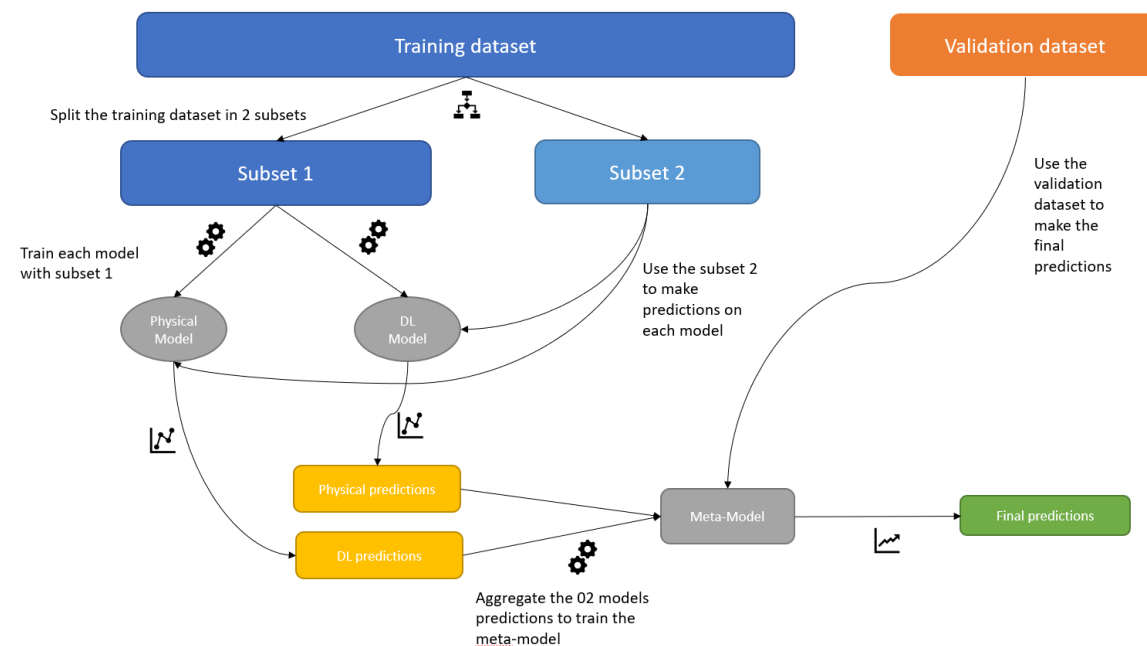 Training dataset
Validation dataset
Split the training dataset in 2 subsets
Subset 1
Subset 2
Use the
validation
dataset to
make the
final
predictions
Train each model
with subset 1
Use the subset 2
to make
predictions on
each model
Physical
Model
DL
Model
Physical predictions
Meta-Model
Final predictions
DL predictions
Aggregate the 02 models
predictions to train the
meta-model